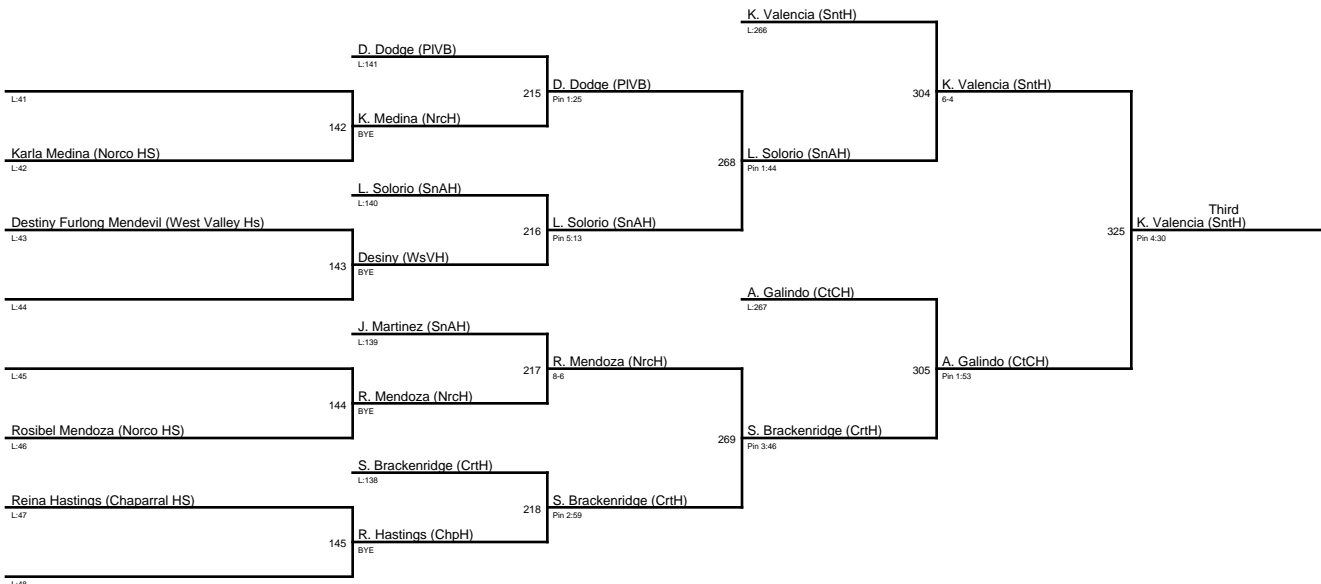 K. Valencia (SntH)
L:266
D. Dodge (PlVB)
L:141
L:41
215
D. Dodge (PlVB)
Pin 1:25
304
K. Valencia (SntH)
6-4
142
K. Medina (NrcH)
BYE
Karla Medina (Norco HS)
L:42
268
L. Solorio (SnAH)
Pin 1:44
L. Solorio (SnAH)
L:140
Destiny Furlong Mendevil (West Valley Hs)
L:43
216
L. Solorio (SnAH)
Pin 5:13
325
Third
K. Valencia (SntH)
Pin 4:30
143
Desiny (WsVH)
BYE
L:44
A. Galindo (CtCH)
L:267
J. Martinez (SnAH)
L:139
L:45
217
R. Mendoza (NrcH)
8-6
305
A. Galindo (CtCH)
Pin 1:53
144
R. Mendoza (NrcH)
BYE
Rosibel Mendoza (Norco HS)
L:46
269
S. Brackenridge (CrtH)
Pin 3:46
S. Brackenridge (CrtH)
L:138
Reina Hastings (Chaparral HS)
L:47
218
S. Brackenridge (CrtH)
Pin 2:59
145
R. Hastings (ChpH)
BYE
L:48